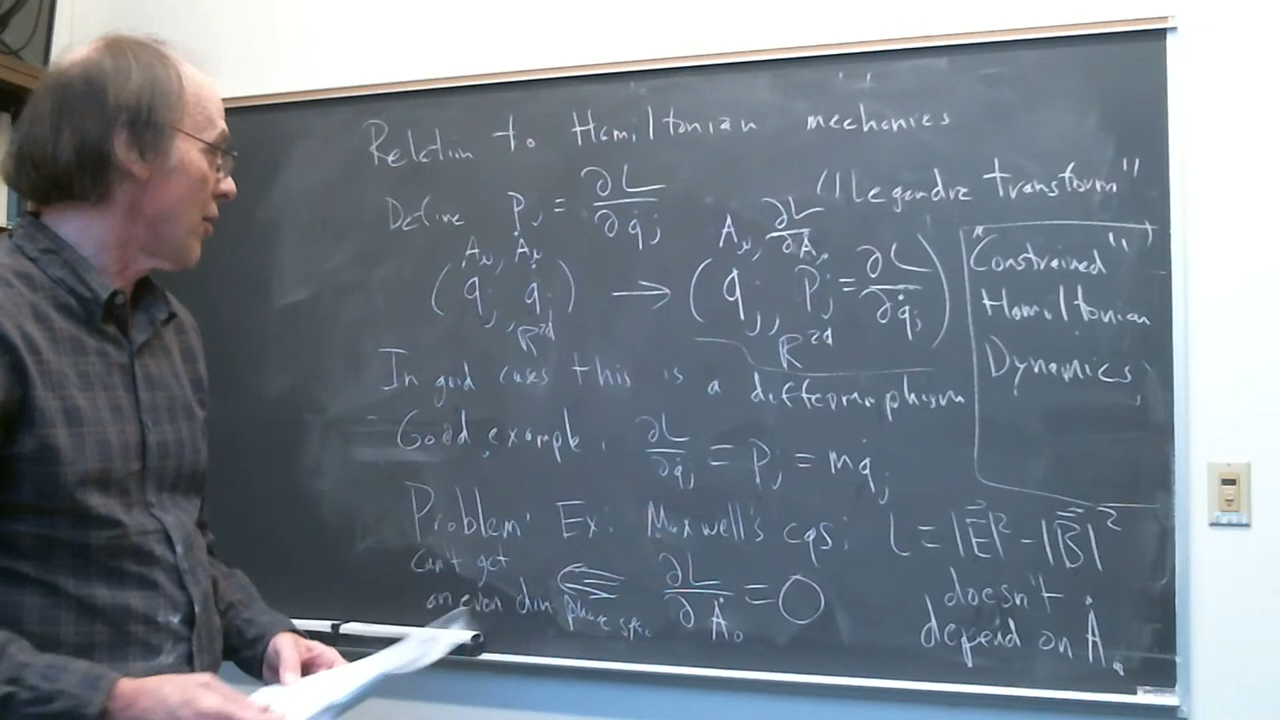 Relation to Hamiltonian mechanics
Define p_j = ∂L/∂q̇_j "Legendre transform"
A_μ, Ȧ_μ A_μ, ∂L/∂Ȧ_μ
(q_j, q̇_j) → (q_j, p_j = ∂L/∂q̇_j)
R^2d R^2d
"Constrained"
Hamiltonian
Dynamics
In good cases this is a diffeomorphism
Good example: ∂L/∂q̇_j = p_j = mq̇_j
Problem: Ex: Maxwell's eqs: L = |E⃗|² - |B⃗|²
can't get
an even dim phase spc ⇐ ∂L/∂Ȧ_0 = 0
doesn't
depend on Ȧ_0